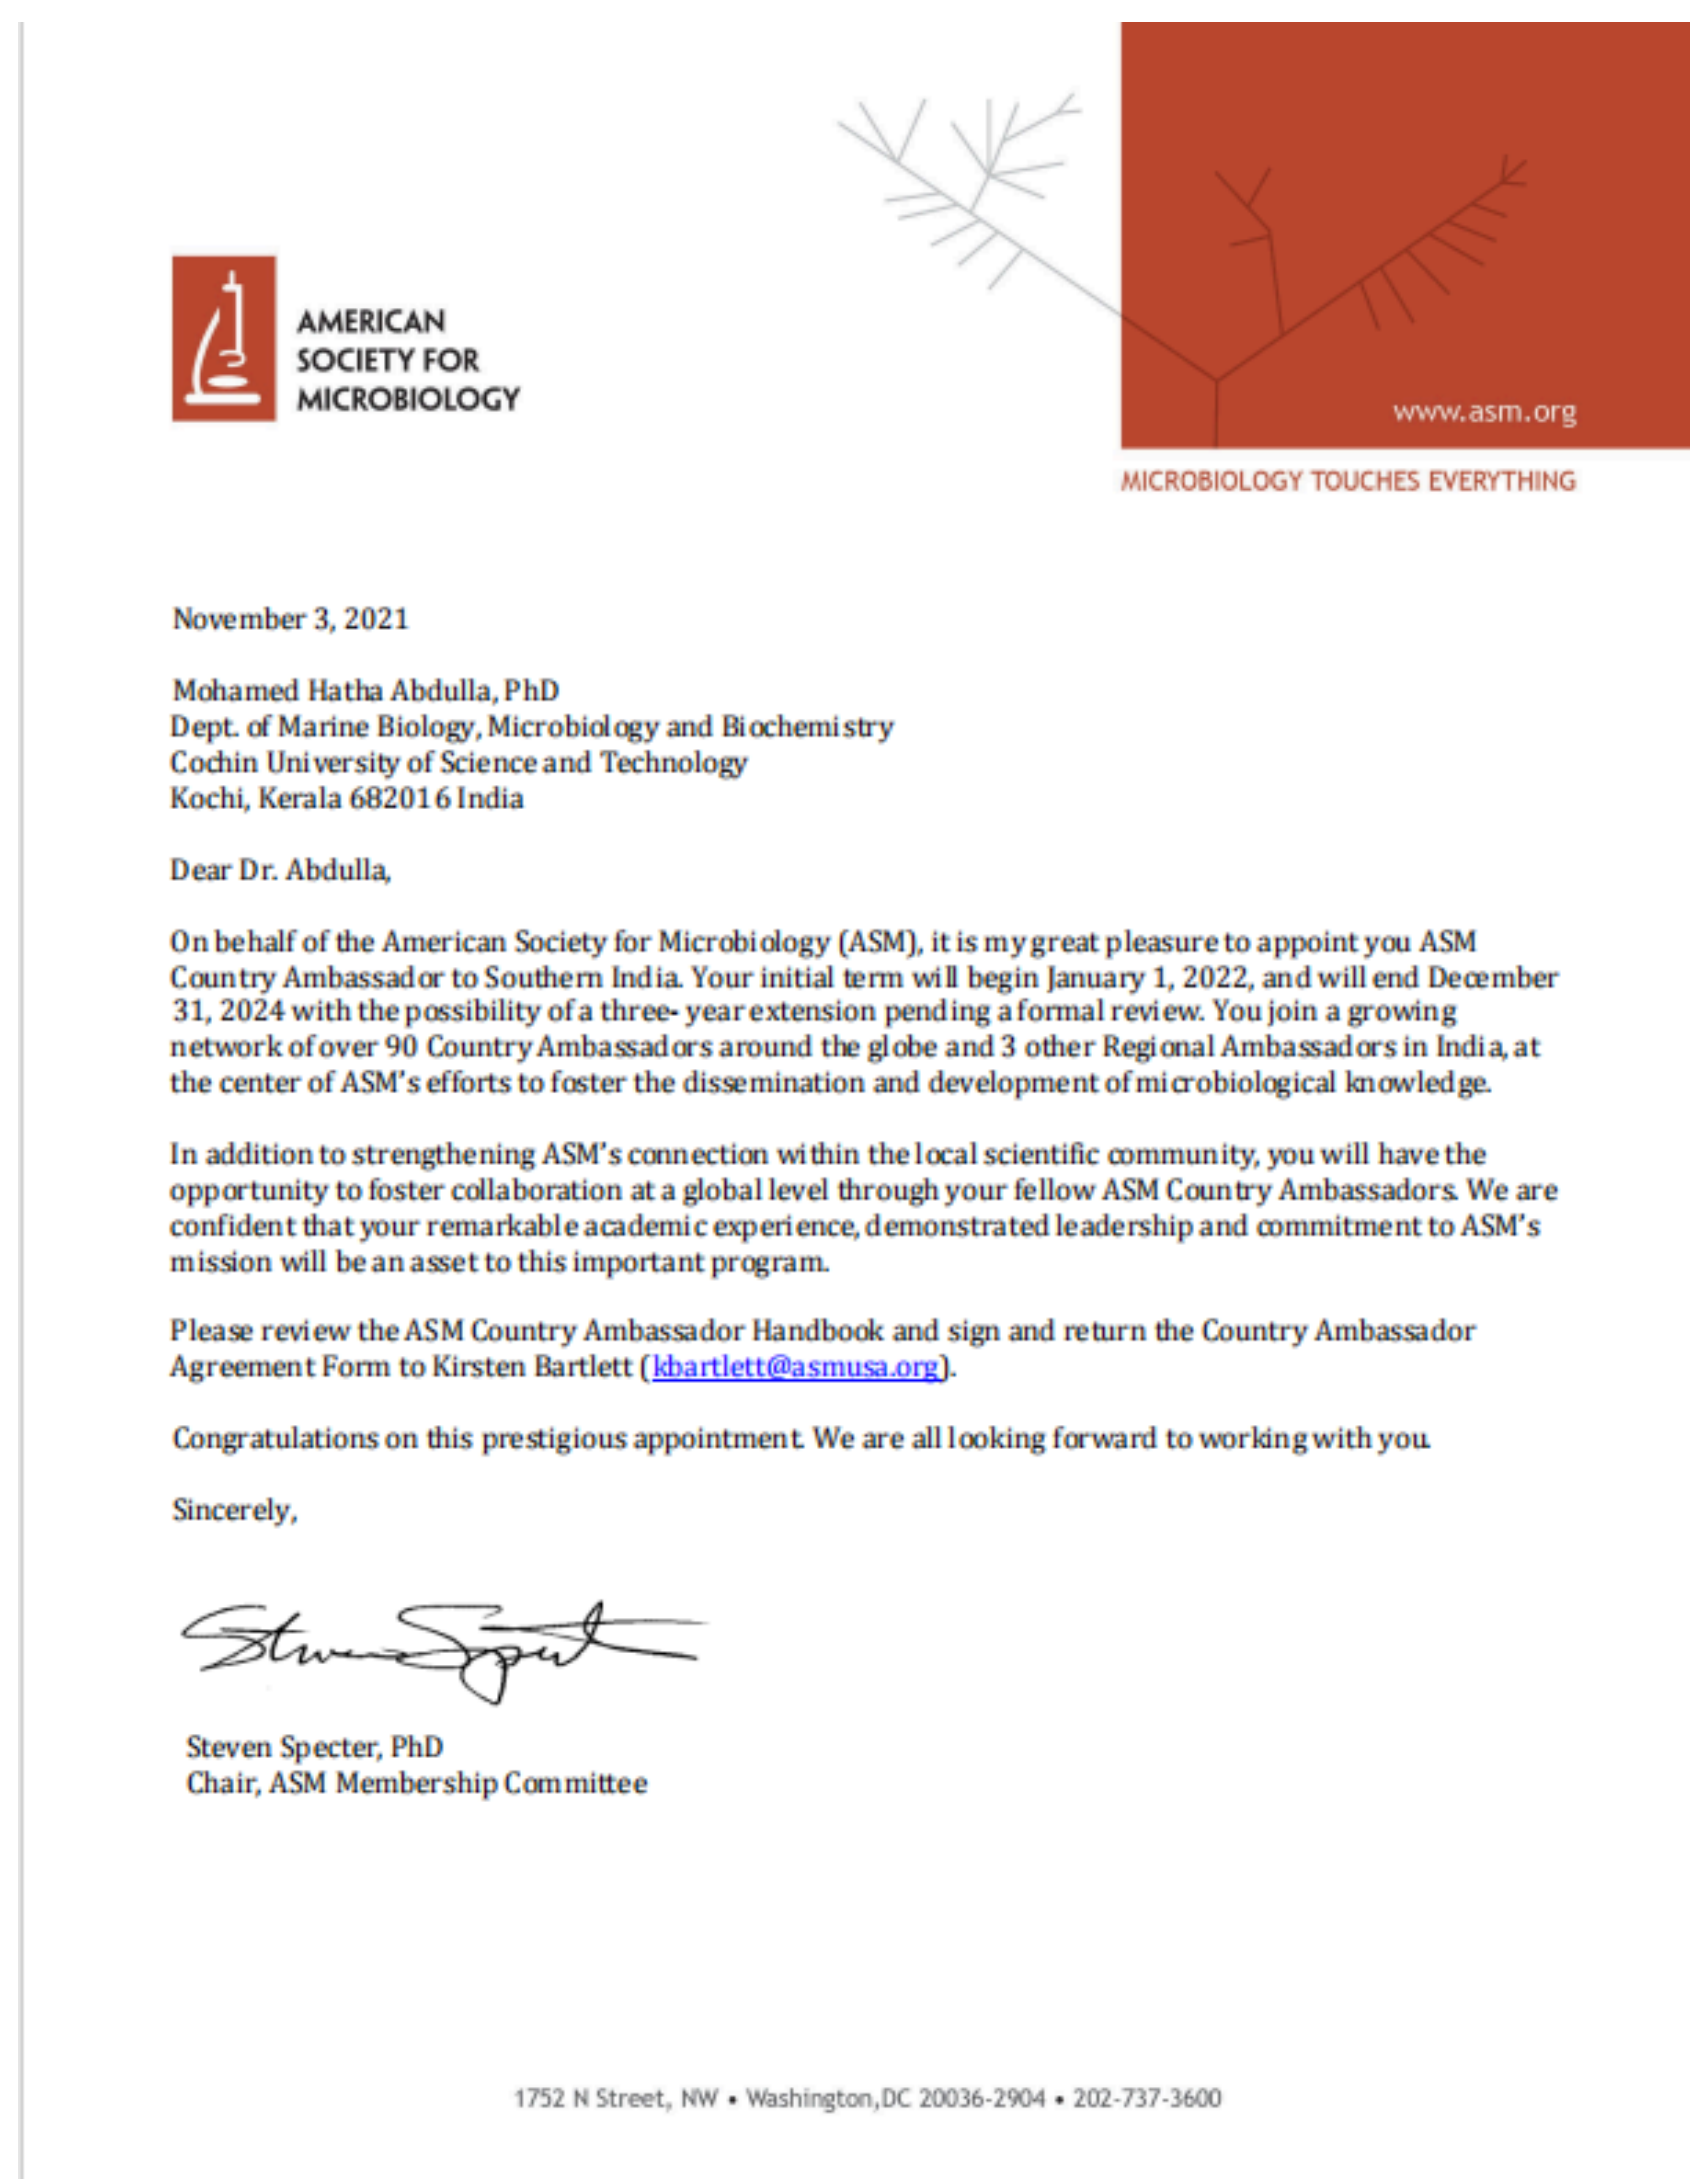 AMERICAN
SOCIETY FOR
MICROBIOLOGY
www.asm.org
MICROBIOLOGY TOUCHES EVERYTHING
November 3, 2021
Mohamed Hatha Abdulla, PhD
Dept. of Marine Biology, Microbiology and Biochemistry
Cochin University of Science and Technology
Kochi, Kerala 682016 India
Dear Dr. Abdulla,
On behalf of the American Society for Microbiology (ASM), it is my great pleasure to appoint you ASM
Country Ambassador to Southern India. Your initial term will begin January 1, 2022, and will end December
31, 2024 with the possibility of a three- year extension pending a formal review. You join a growing
network of over 90 Country Ambassadors around the globe and 3 other Regional Ambassadors in India, at
the center of ASM's efforts to foster the dissemination and development of microbiological knowledge.
In addition to strengthening ASM's connection within the local scientific community, you will have the
opportunity to foster collaboration at a global level through your fellow ASM Country Ambassadors. We are
confident that your remarkable academic experience, demonstrated leadership and commitment to ASM's
mission will be an asset to this important program.
Please review the ASM Country Ambassador Handbook and sign and return the Country Ambassador
Agreement Form to Kirsten Bartlett (kbartlett@asmusa.org).
Congratulations on this prestigious appointment. We are all looking forward to working with you.
Sincerely,
Steven Specter
Steven Specter, PhD
Chair, ASM Membership Committee
1752 N Street, NW • Washington,DC 20036-2904 • 202-737-3600